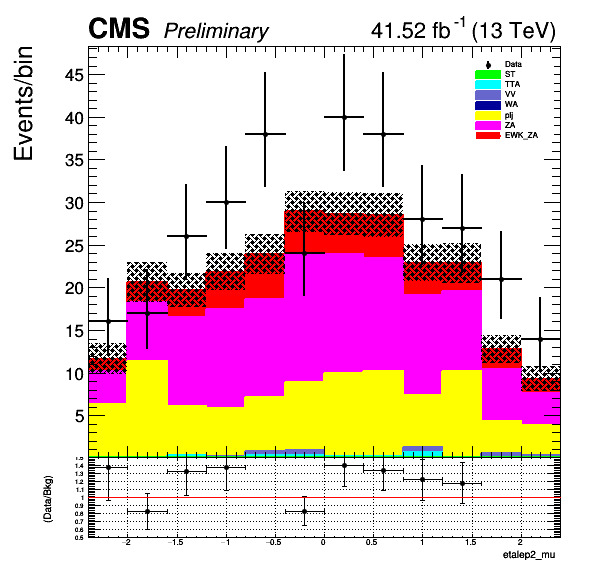 CMS Preliminary 41.52 fb-1 (13 TeV)
Events/bin
45
40
35
30
25
20
15
10
5
Data
ST
TTA
VV
WA
plj
ZA
EWK_ZA
(Data/Bkg)
1.5
1.4
1.3
1.2
1.1
1
0.9
0.8
0.7
0.6
0.5
−2 −1.5 −1 −0.5 0 0.5 1 1.5 2
etalep2_mu